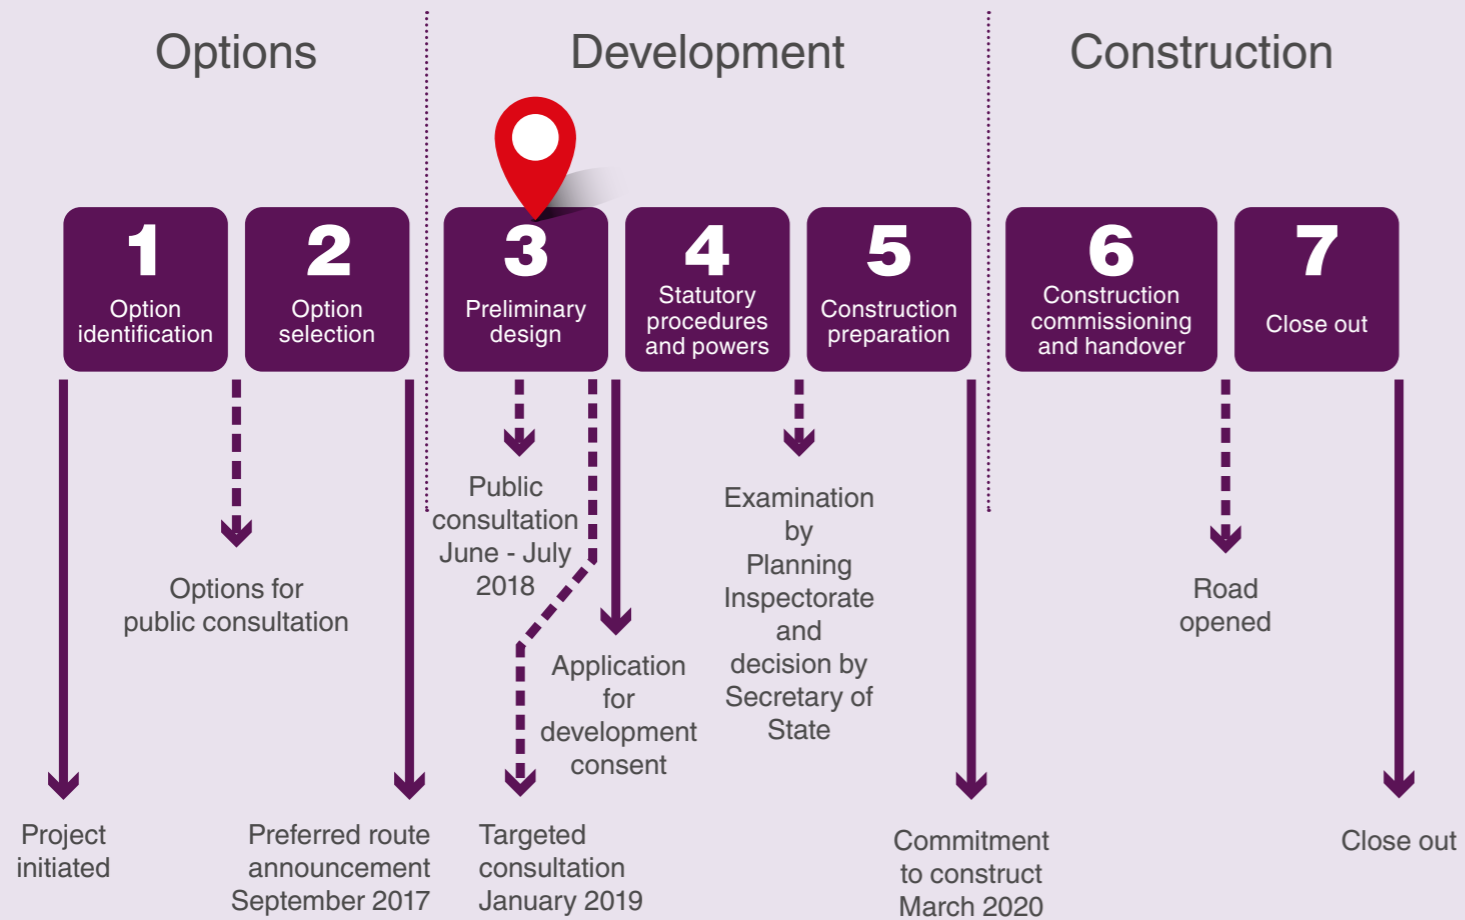 Options
Development
Construction
1
Option
identification
2
Option
selection
3
Preliminary
design
4
Statutory
procedures
and powers
5
Construction
preparation
6
Construction
commissioning
and handover
7
Close out
Project
initiated
Options for
public consultation
Preferred route
announcement
September 2017
Public
consultation
June - July
2018
Targeted
consultation
January 2019
Application
for
development
consent
Examination
by
Planning
Inspectorate
and
decision by
Secretary of
State
Commitment
to construct
March 2020
Road
opened
Close out